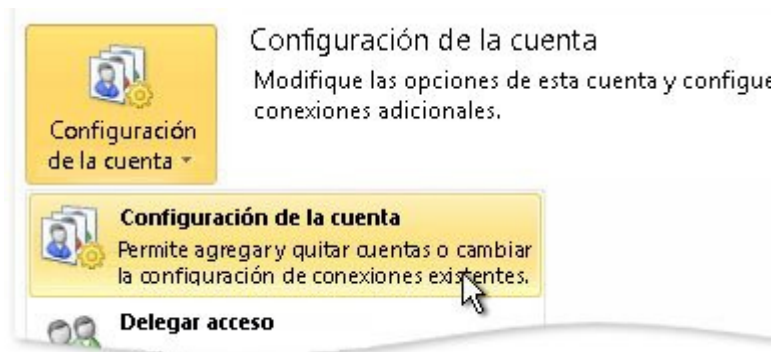 Configuración de la cuenta
Modifique las opciones de esta cuenta y configue
conexiones adicionales.
Configuración
de la cuenta
Configuración de la cuenta
Permite agregar y quitar cuentas o cambiar
la configuración de conexiones existentes.
Delegar acceso